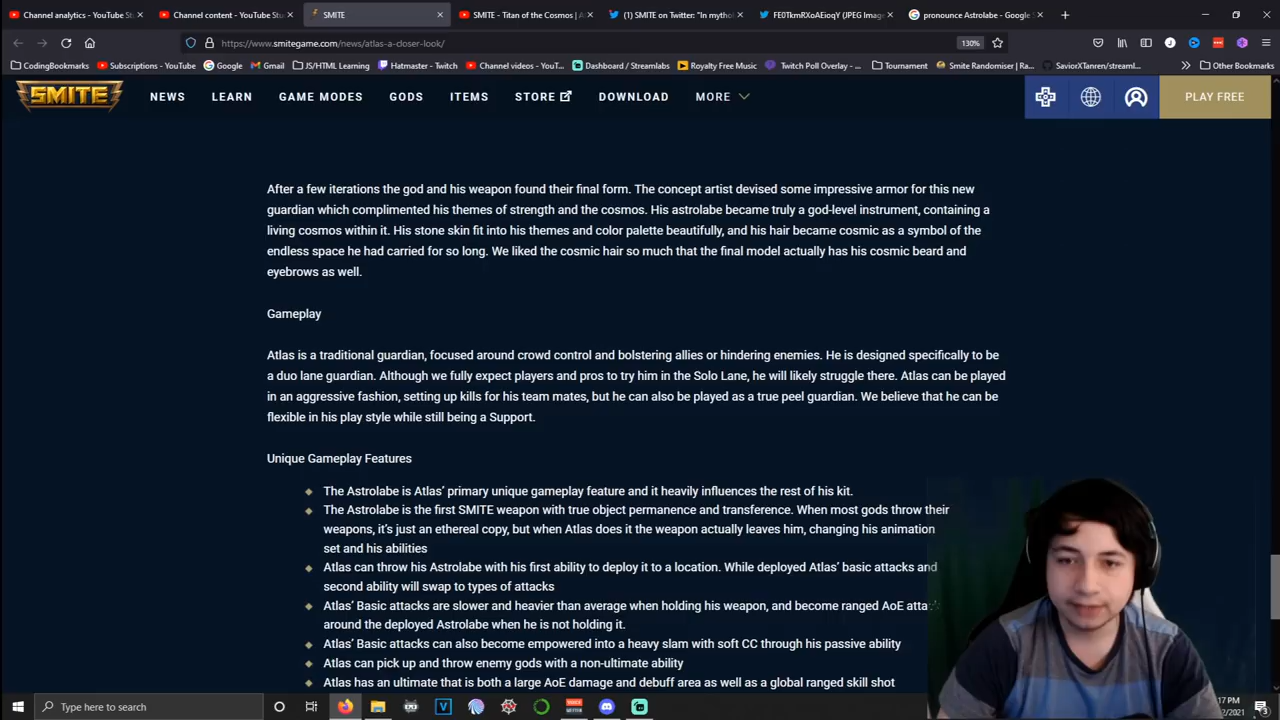 Channel analytics - YouTube St
Channel content - YouTube Stu
SMITE
SMITE - Titan of the Cosmos | A
(1) SMITE on Twitter: "In mytho
FE0TkmRXoAEioqY (JPEG Imag
pronounce Astrolabe - Google S
https://www.smitegame.com/news/atlas-a-closer-look/
130%
CodingBookmarks
Subscriptions - YouTube
Google
Gmail
JS/HTML Learning
Hatmaster - Twitch
Channel videos - YouT...
Dashboard / Streamlabs
Royalty Free Music
Twitch Poll Overlay - ...
Tournament
Smite Randomiser | Ra...
SaviorXTanren/streaml...
Other Bookmarks
SMITE
NEWS
LEARN
GAME MODES
GODS
ITEMS
STORE
DOWNLOAD
MORE
PLAY FREE
After a few iterations the god and his weapon found their final form. The concept artist devised some impressive armor for this new
guardian which complimented his themes of strength and the cosmos. His astrolabe became truly a god-level instrument, containing a
living cosmos within it. His stone skin fit into his themes and color palette beautifully, and his hair became cosmic as a symbol of the
endless space he had carried for so long. We liked the cosmic hair so much that the final model actually has his cosmic beard and
eyebrows as well.
Gameplay
Atlas is a traditional guardian, focused around crowd control and bolstering allies or hindering enemies. He is designed specifically to be
a duo lane guardian. Although we fully expect players and pros to try him in the Solo Lane, he will likely struggle there. Atlas can be played
in an aggressive fashion, setting up kills for his team mates, but he can also be played as a true peel guardian. We believe that he can be
flexible in his play style while still being a Support.
Unique Gameplay Features
The Astrolabe is Atlas' primary unique gameplay feature and it heavily influences the rest of his kit.
The Astrolabe is the first SMITE weapon with true object permanence and transference. When most gods throw their
weapons, it's just an ethereal copy, but when Atlas does it the weapon actually leaves him, changing his animation
set and his abilities
Atlas can throw his Astrolabe with his first ability to deploy it to a location. While deployed Atlas' basic attacks and
second ability will swap to types of attacks
Atlas' Basic attacks are slower and heavier than average when holding his weapon, and become ranged AoE atta
around the deployed Astrolabe when he is not holding it.
Atlas' Basic attacks can also become empowered into a heavy slam with soft CC through his passive ability
Atlas can pick up and throw enemy gods with a non-ultimate ability
Atlas has an ultimate that is both a large AoE damage and debuff area as well as a global ranged skill shot
Type here to search
17 PM
2/2021
3